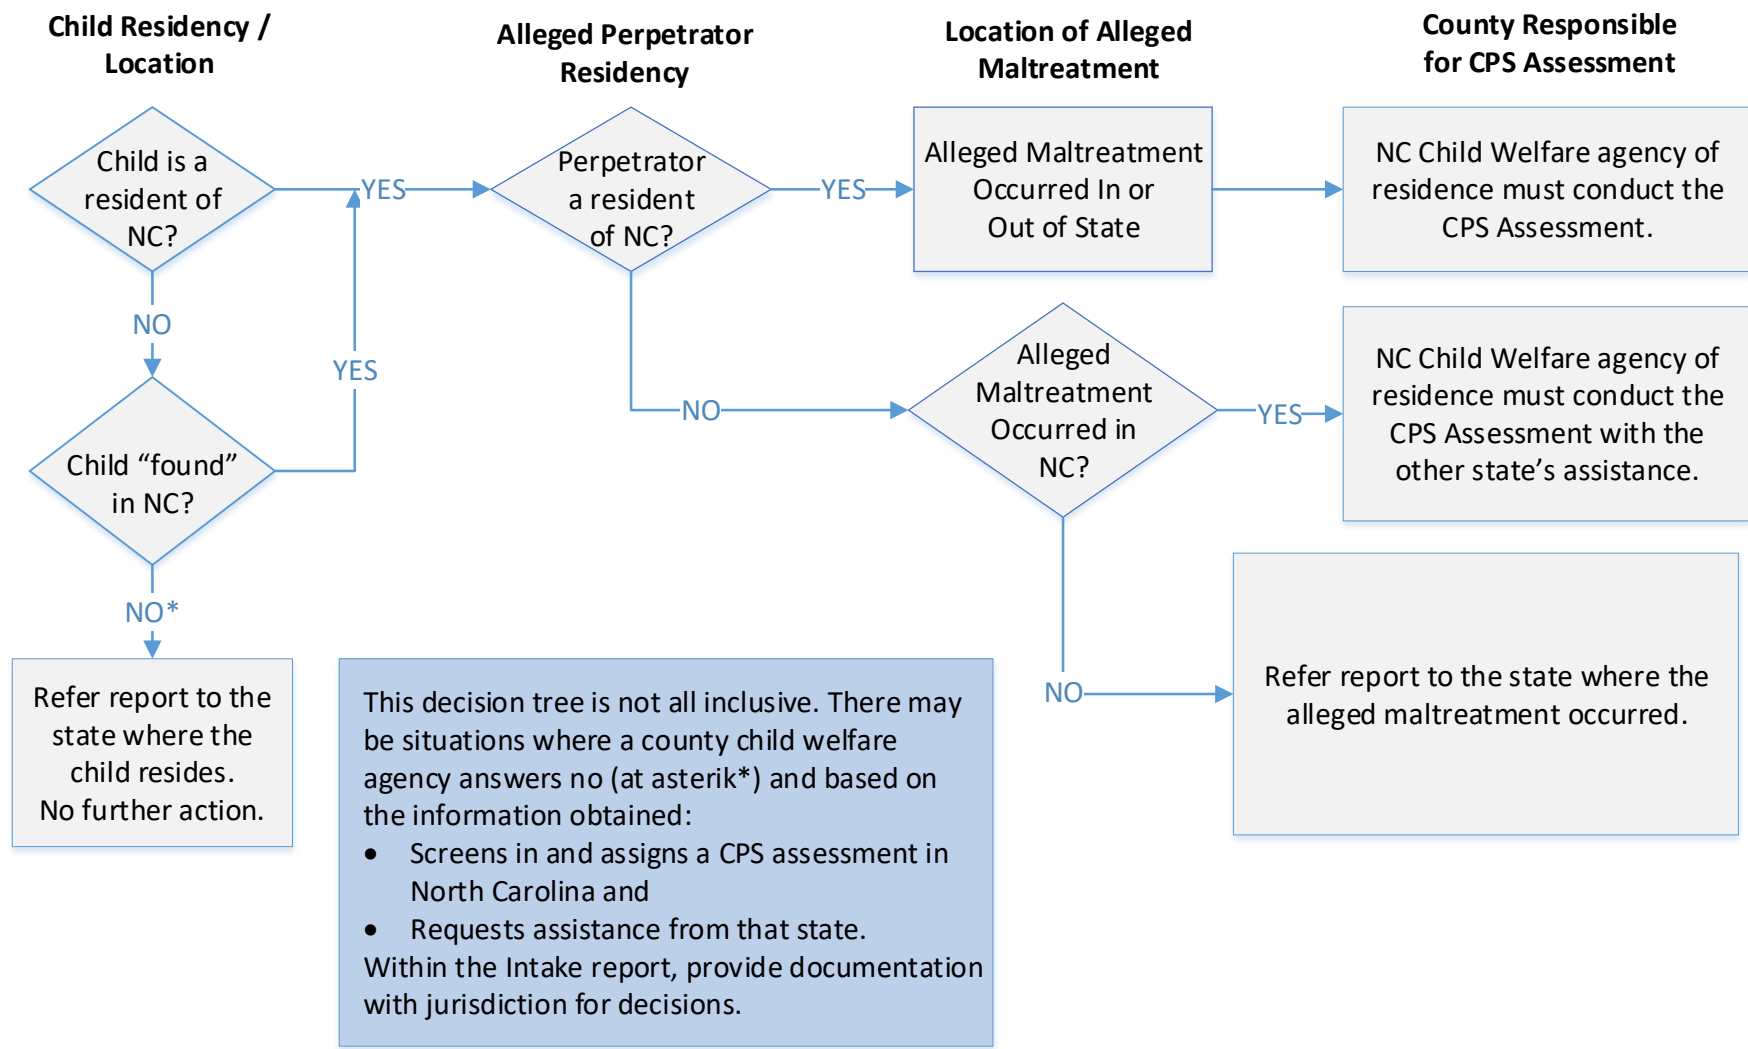 Child Residency /
Location
Alleged Perpetrator
Residency
Location of Alleged
Maltreatment
County Responsible
for CPS Assessment
Child is a
resident of
NC?
YES
Perpetrator
a resident
of NC?
YES
Alleged Maltreatment
Occurred In or
Out of State
NC Child Welfare agency of
residence must conduct the
CPS Assessment.
NO
YES
Child “found”
in NC?
NO
Alleged
Maltreatment
Occurred in
NC?
YES
NC Child Welfare agency of
residence must conduct the
CPS Assessment with the
other state’s assistance.
NO*
Refer report to the
state where the
child resides.
No further action.
This decision tree is not all inclusive. There may
be situations where a county child welfare
agency answers no (at asterik*) and based on
the information obtained:
• Screens in and assigns a CPS assessment in
North Carolina and
• Requests assistance from that state.
Within the Intake report, provide documentation
with jurisdiction for decisions.
NO
Refer report to the state where the
alleged maltreatment occurred.